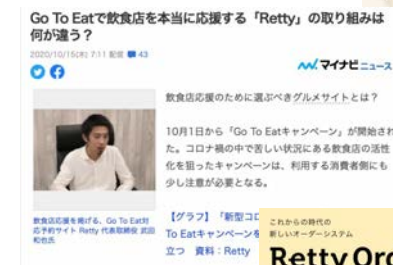 Go To Eatで飲食店を本当に応援する「Retty」の取り組みは
何が違う？
2020/10/15(木) 7:11 配信 43
マイナビニュース
飲食店応援のために選ぶべきグルメサイトとは？
10月1日から「Go To Eatキャンペーン」が開始され
た。コロナ禍の中で苦しい状況にある飲食店の活性
化を狙ったキャンペーンは、利用する消費者側にも
少し注意が必要となる。
【グラフ】「新型コロ
To Eatキャンペーンを
立つ 資料：Retty
飲食店応援を掲げる、Go To Eat対
応予約サイト Retty 代表取締役 武田
和也氏
これからの時代の
新しいオーダーシステム
Retty Orc